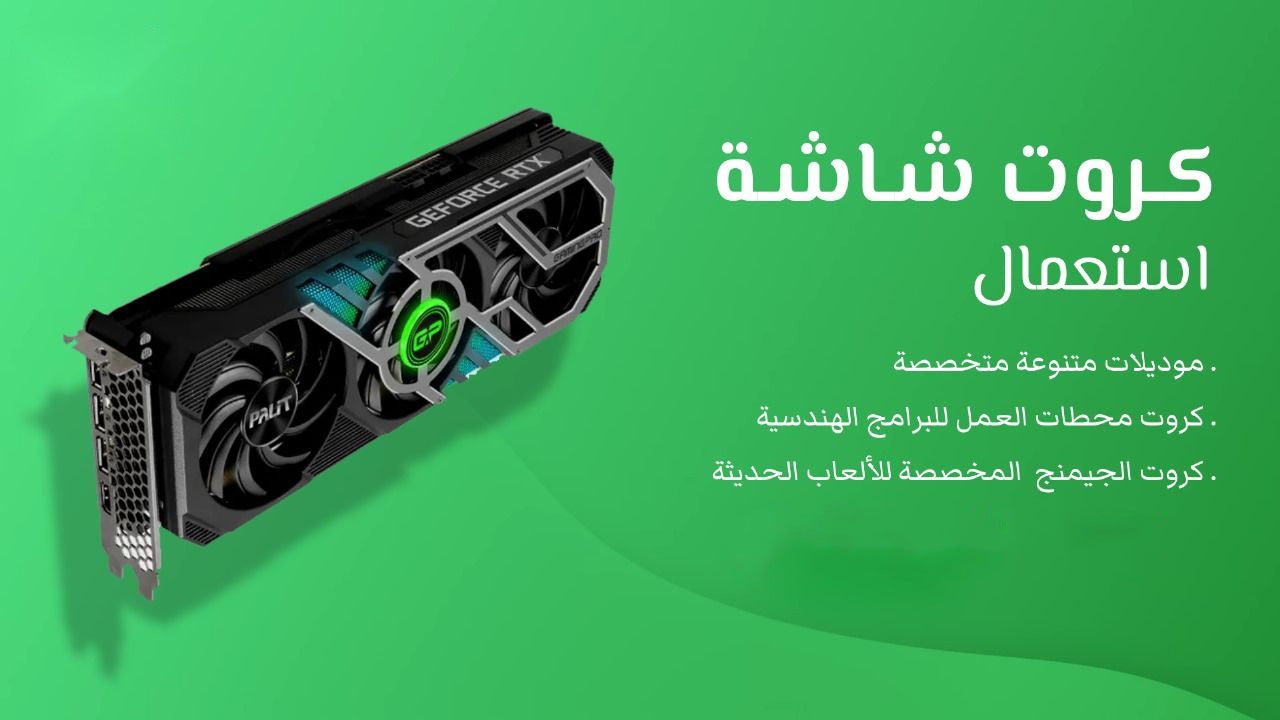 كروت شاشة
استعمال
. موديلات متنوعة متخصصة
. كروت محطات العمل للبرامج الهندسية
. كروت الجيمنج المخصصة للألعاب الحديثة
GEFORCE RTX
GAMINGPRO
GP
PALIT